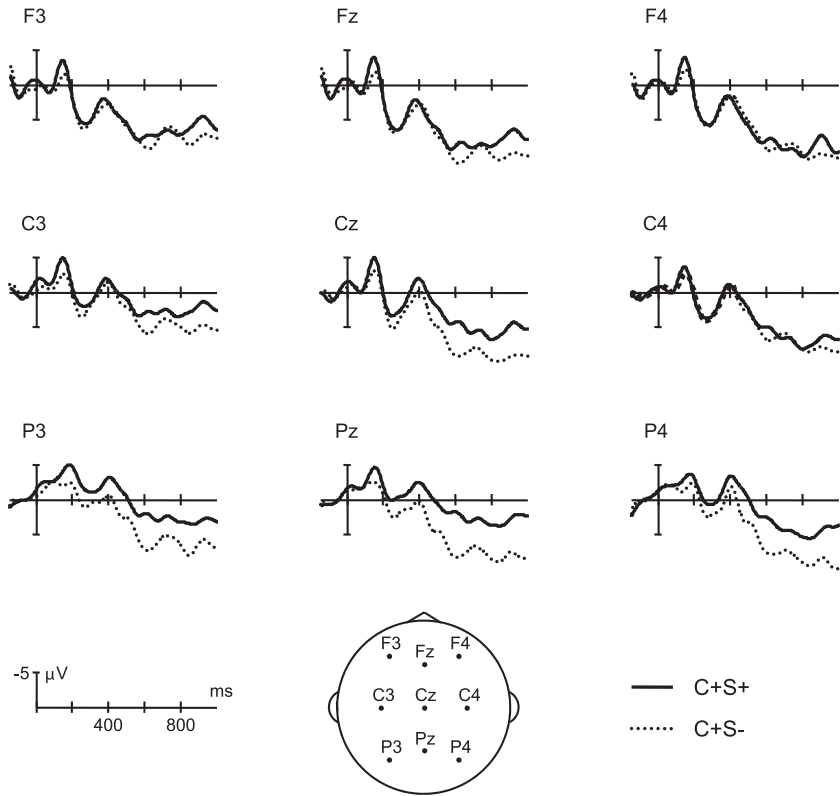 F3 Fz F4
C3 Cz C4
P3 Pz P4
-5 μV
ms
400 800
F3 Fz F4
C3 Cz C4
P3 Pz P4
C+S+
C+S-